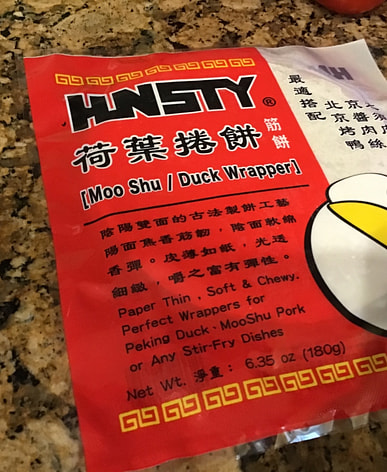 HUNSTY®
荷葉捲餅
筋餅
[Moo Shu / Duck Wrapper]
陰陽雙面的古法製餅工藝
陽面焦香筋韌，陰面軟綿
香彈。皮薄如紙，光透
細緻，嚼之富有彈性。
Paper Thin , Soft & Chewy.
Perfect Wrappers for
Peking Duck、MooShu Pork
or Any Stir-Fry Dishes
Net Wt. 淨重： 6.35 oz (180g)
最適搭配
北京
京醬
烤肉
鴨絲